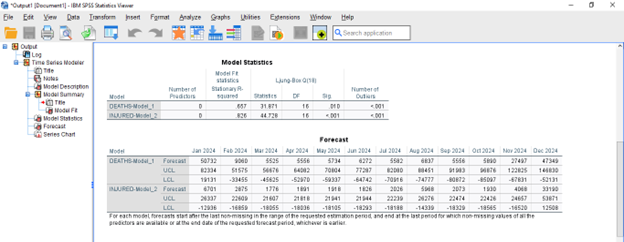 *Output1 [Document1] - IBM SPSS Statistics Viewer
File Edit View Data Transform Insert Format Analyze Graphs Utilities Extensions Window Help
Search application
Output
Log
Time Series Modeler
Title
Notes
Model Description
Model Summary
Title
Model Fit
Model Statistics
Forecast
Series Chart
Model Statistics
Model Number of Predictors Model Fit statistics Stationary R-squared Ljung-Box Q(18) Statistics DF Sig. Number of Outliers
DEATHS-Model_1 0 .657 31.871 16 .010 <.001
INJURED-Model_2 0 .826 44.728 16 <.001 <.001
Forecast
Model Jan 2024 Feb 2024 Mar 2024 Apr 2024 May 2024 Jun 2024 Jul 2024 Aug 2024 Sep 2024 Oct 2024 Nov 2024 Dec 2024
DEATHS-Model_1 Forecast 50732 9060 5525 5556 5734 6272 5582 6837 5556 5890 27497 47349
UCL 82334 51575 56676 64082 70804 77287 82080 88451 91983 96876 122825 146830
LCL 19131 -33455 -45625 -52970 -59337 -64742 -70916 -74777 -80872 -85097 -67831 -52131
INJURED-Model_2 Forecast 6701 2875 1776 1891 1918 1826 2026 5968 2073 1930 4068 33190
UCL 26337 22609 21607 21818 21941 21944 22239 26276 22474 22426 24657 53871
LCL -12936 -16859 -18055 -18036 -18105 -18293 -18188 -14339 -18329 -18565 -16520 12508
For each model, forecasts start after the last non-missing in the range of the requested estimation period, and end at the last period for which non-missing values of all the
predictors are available or at the end date of the requested forecast period, whichever is earlier.